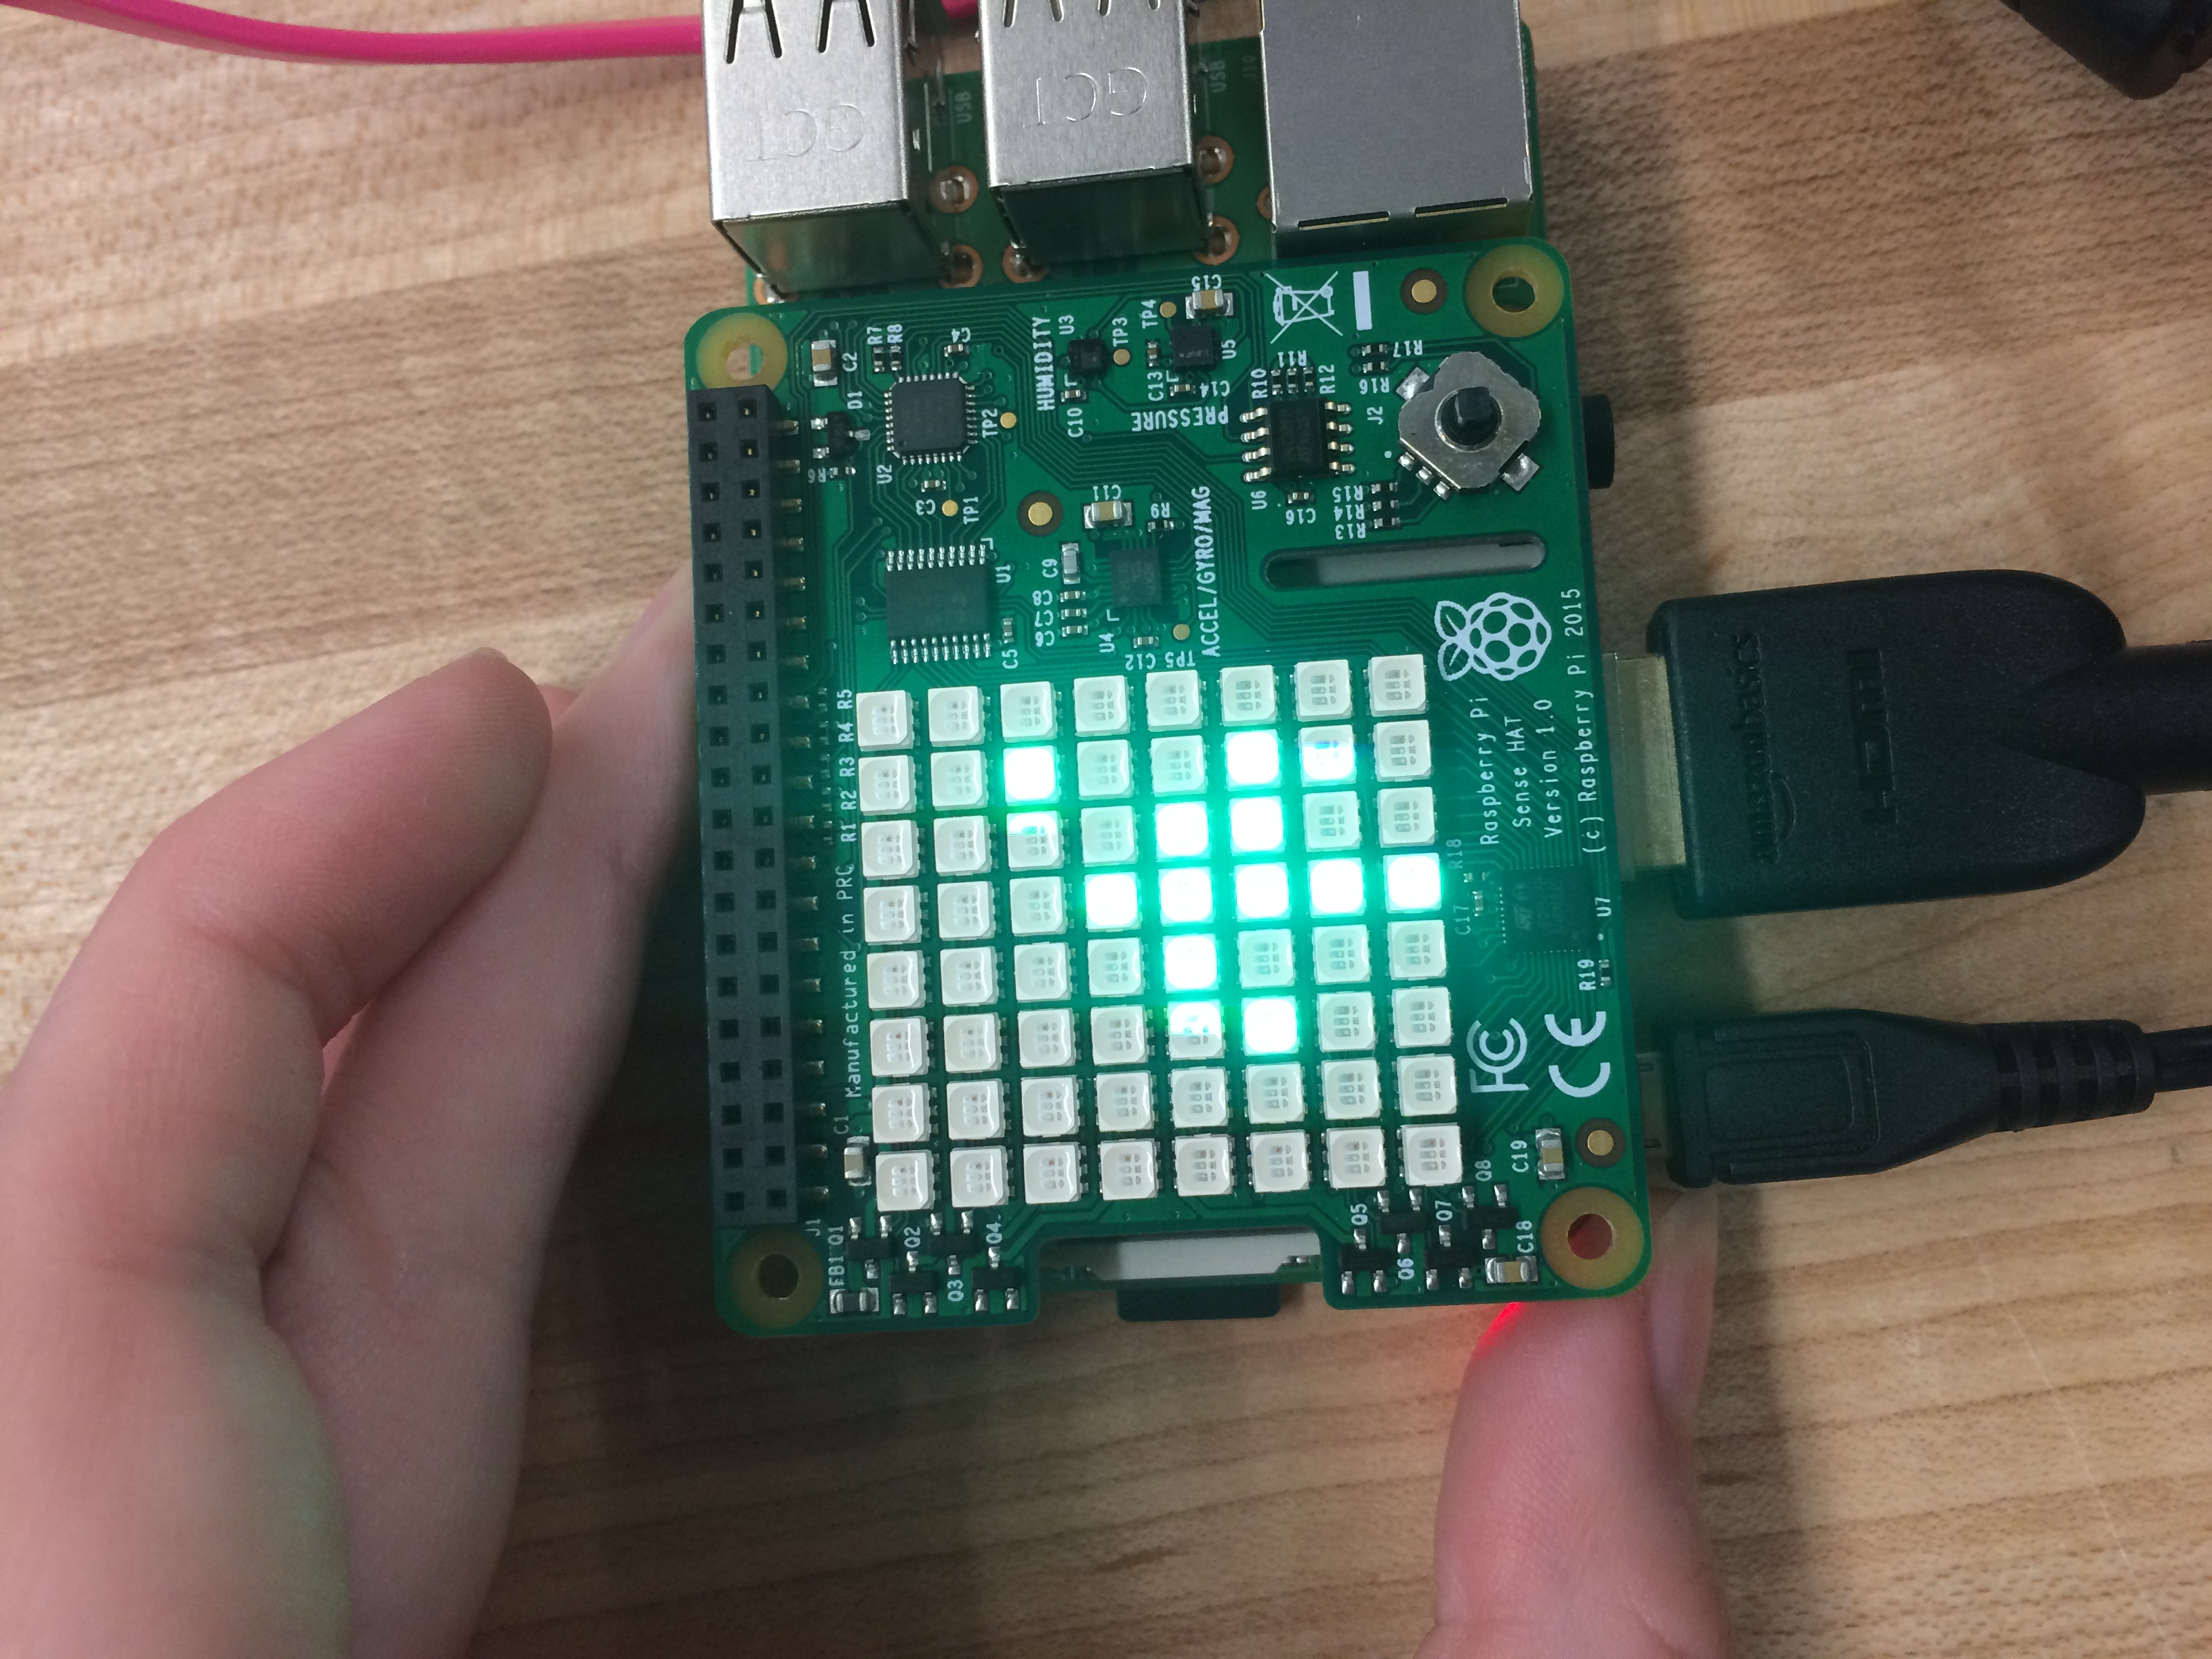 J1
FB1 Q1
C1
Manufactured in PRC
R1 R2 R3 R4 R5
R6
D1
C2
U2
R7
R8
Q2
Q3
Q4
C3
TP1
C4
TP2
C5
U1
USB
GCT
HUMIDITY
C6 C7 C8
C9
C10
U3
U4
C11
TP3
GCT
TP5 C12
R9
C13
TP4
PRESSURE
C14
U5
C15
ACCEL/GYRO/MAG
USB
J10
U6
R10
R11
R12
C16
R13
R14
R15
J2
R16
R17
Q5
Q6
Q7
Q8
C17
R18
FCC
C18
C19
Raspberry Pi
Sense HAT
Version 1.0
(c) Raspberry Pi 2015
CE
R19
U7
amazonbasics
HDMI